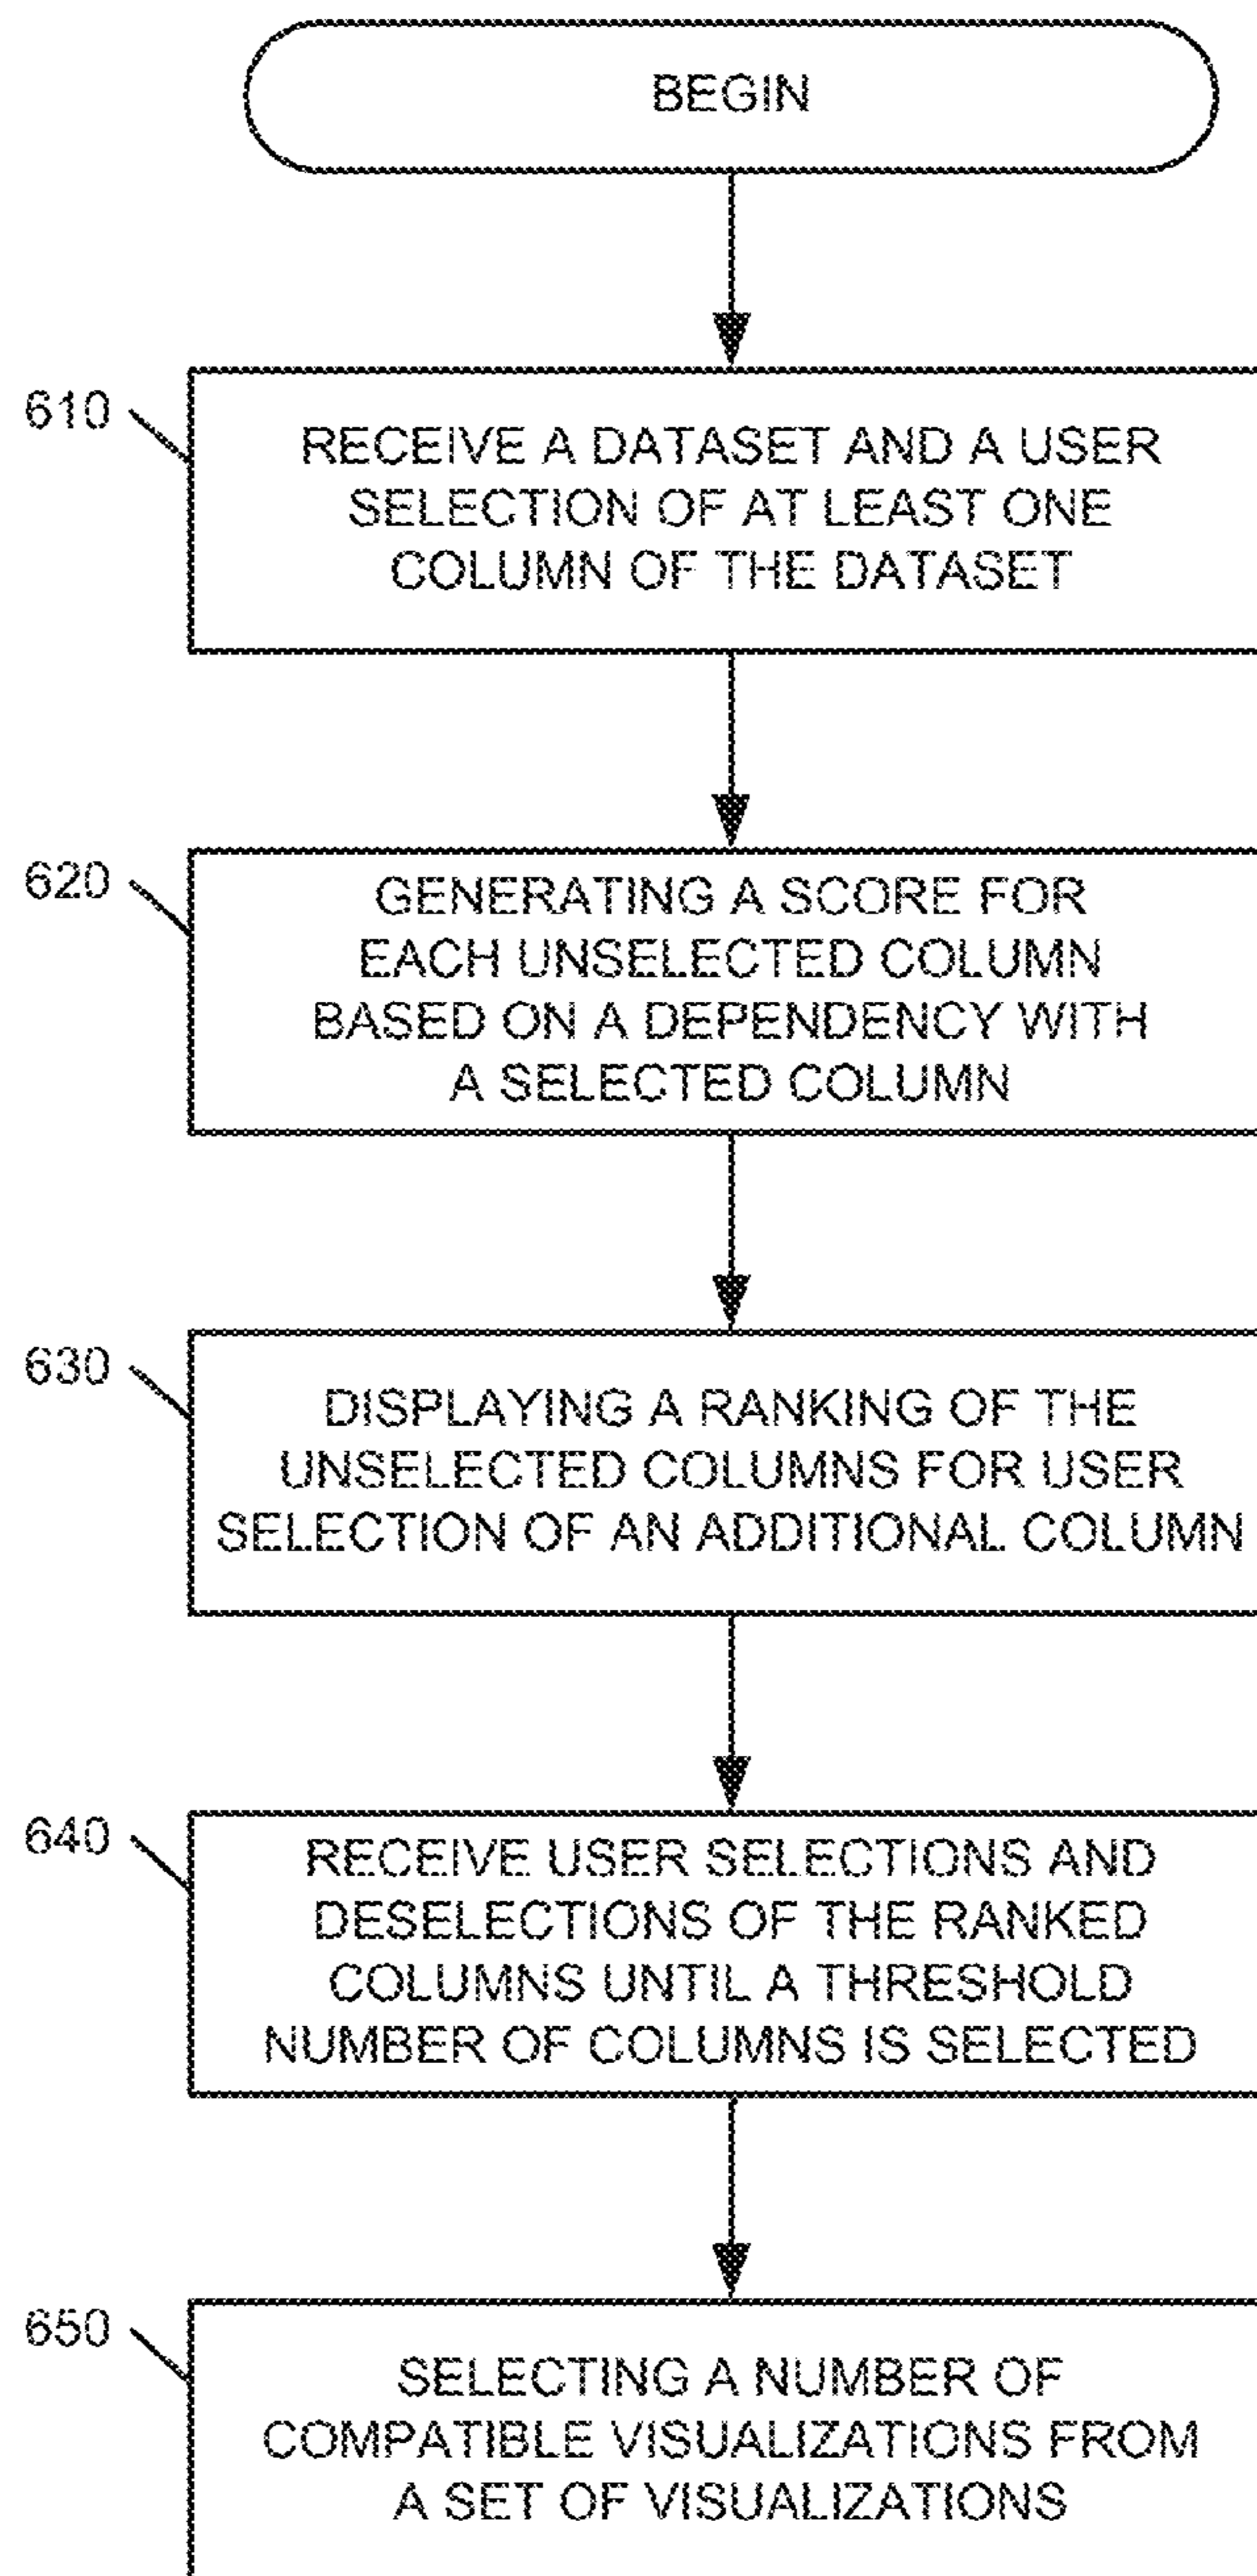 BEGIN
610
RECEIVE A DATASET AND A USER
SELECTION OF AT LEAST ONE
COLUMN OF THE DATASET
620
GENERATING A SCORE FOR
EACH UNSELECTED COLUMN
BASED ON A DEPENDENCY WITH
A SELECTED COLUMN
630
DISPLAYING A RANKING OF THE
UNSELECTED COLUMNS FOR USER
SELECTION OF AN ADDITIONAL COLUMN
640
RECEIVE USER SELECTIONS AND
DESELECTIONS OF THE RANKED
COLUMNS UNTIL A THRESHOLD
NUMBER OF COLUMNS IS SELECTED
650
SELECTING A NUMBER OF
COMPATIBLE VISUALIZATIONS FROM
A SET OF VISUALIZATIONS